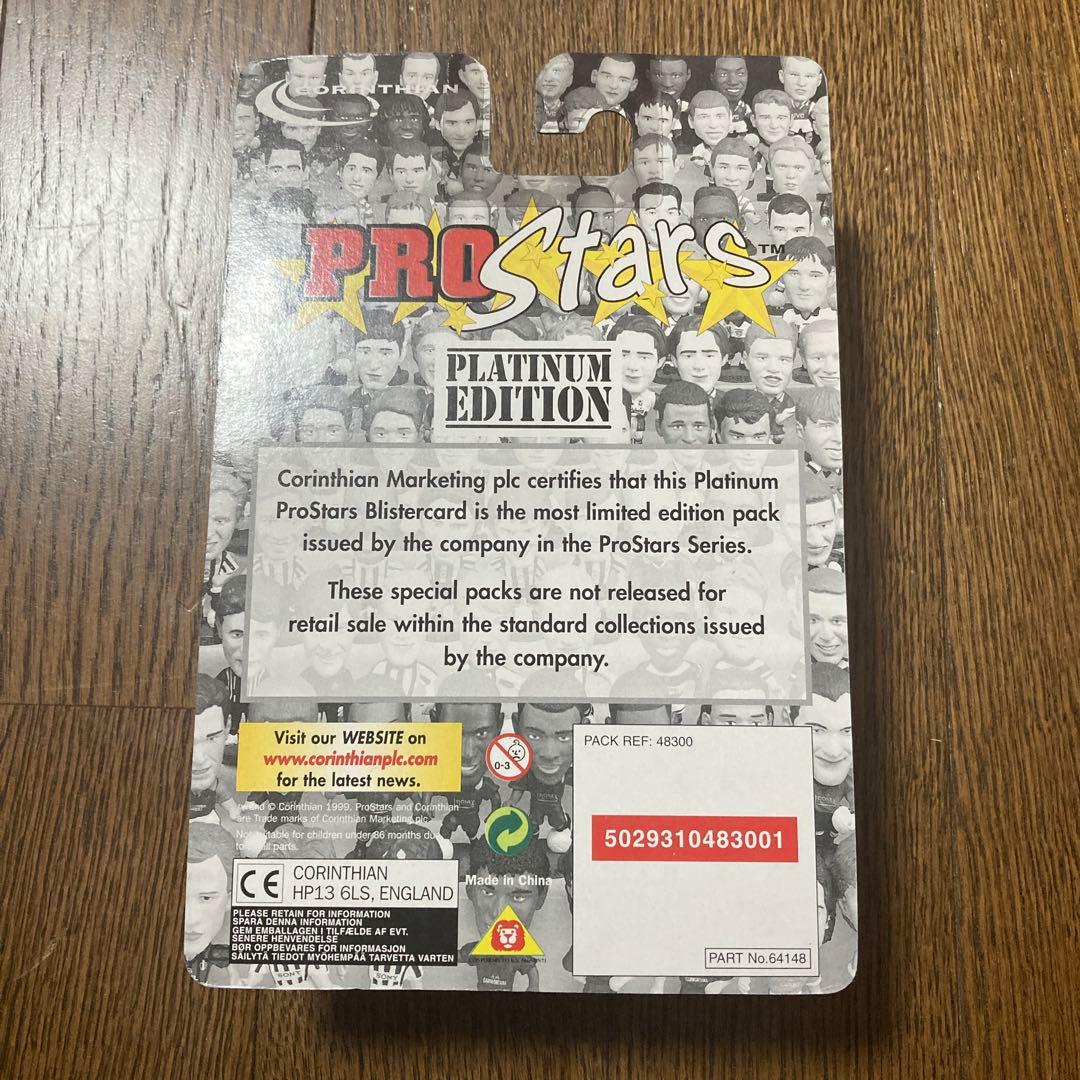 CORINTHIAN
PROStars™
PLATINUM
EDITION
Corinthian Marketing plc certifies that this Platinum
ProStars Blistercard is the most limited edition pack
issued by the company in the ProStars Series.
These special packs are not released for
retail sale within the standard collections issued
by the company.
Visit our WEBSITE on
www.corinthianplc.com
for the latest news.
© Corinthian 1999, ProStars and Corinthian
are Trade marks of Corinthian Marketing plc.
for children under 36 months due
parts.
CE
CORINTHIAN
HP13 6LS, ENGLAND
PLEASE RETAIN FOR INFORMATION
SPARA DENNA INFORMATION
GEM EMBALLAGEN I TILFÆLDE AF EVT.
SENERE HENVENDELSE
BØR OPPBEVARES FOR INFORMASJON
SÄILYTÄ TIEDOT MYÖHEMPÄÄ TARVETTA VARTEN
0-3
Made in China
PACK REF: 48300
5029310483001
PART No.64148
SONY
SONY